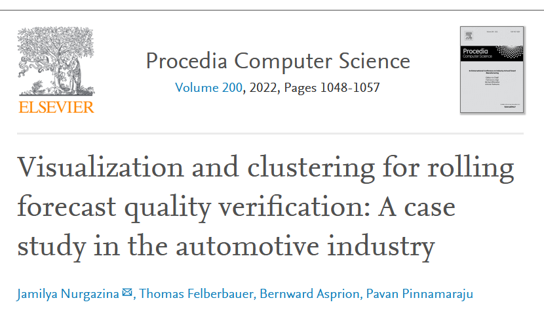 Procedia Computer Science
Volume 200, 2022, Pages 1048-1057
ELSEVIER
Procedia
Computer Science
Visualization and clustering for rolling
forecast quality verification: A case
study in the automotive industry
Jamilya Nurgazina, Thomas Felberbauer, Bernward Asprion, Pavan Pinnamaraju